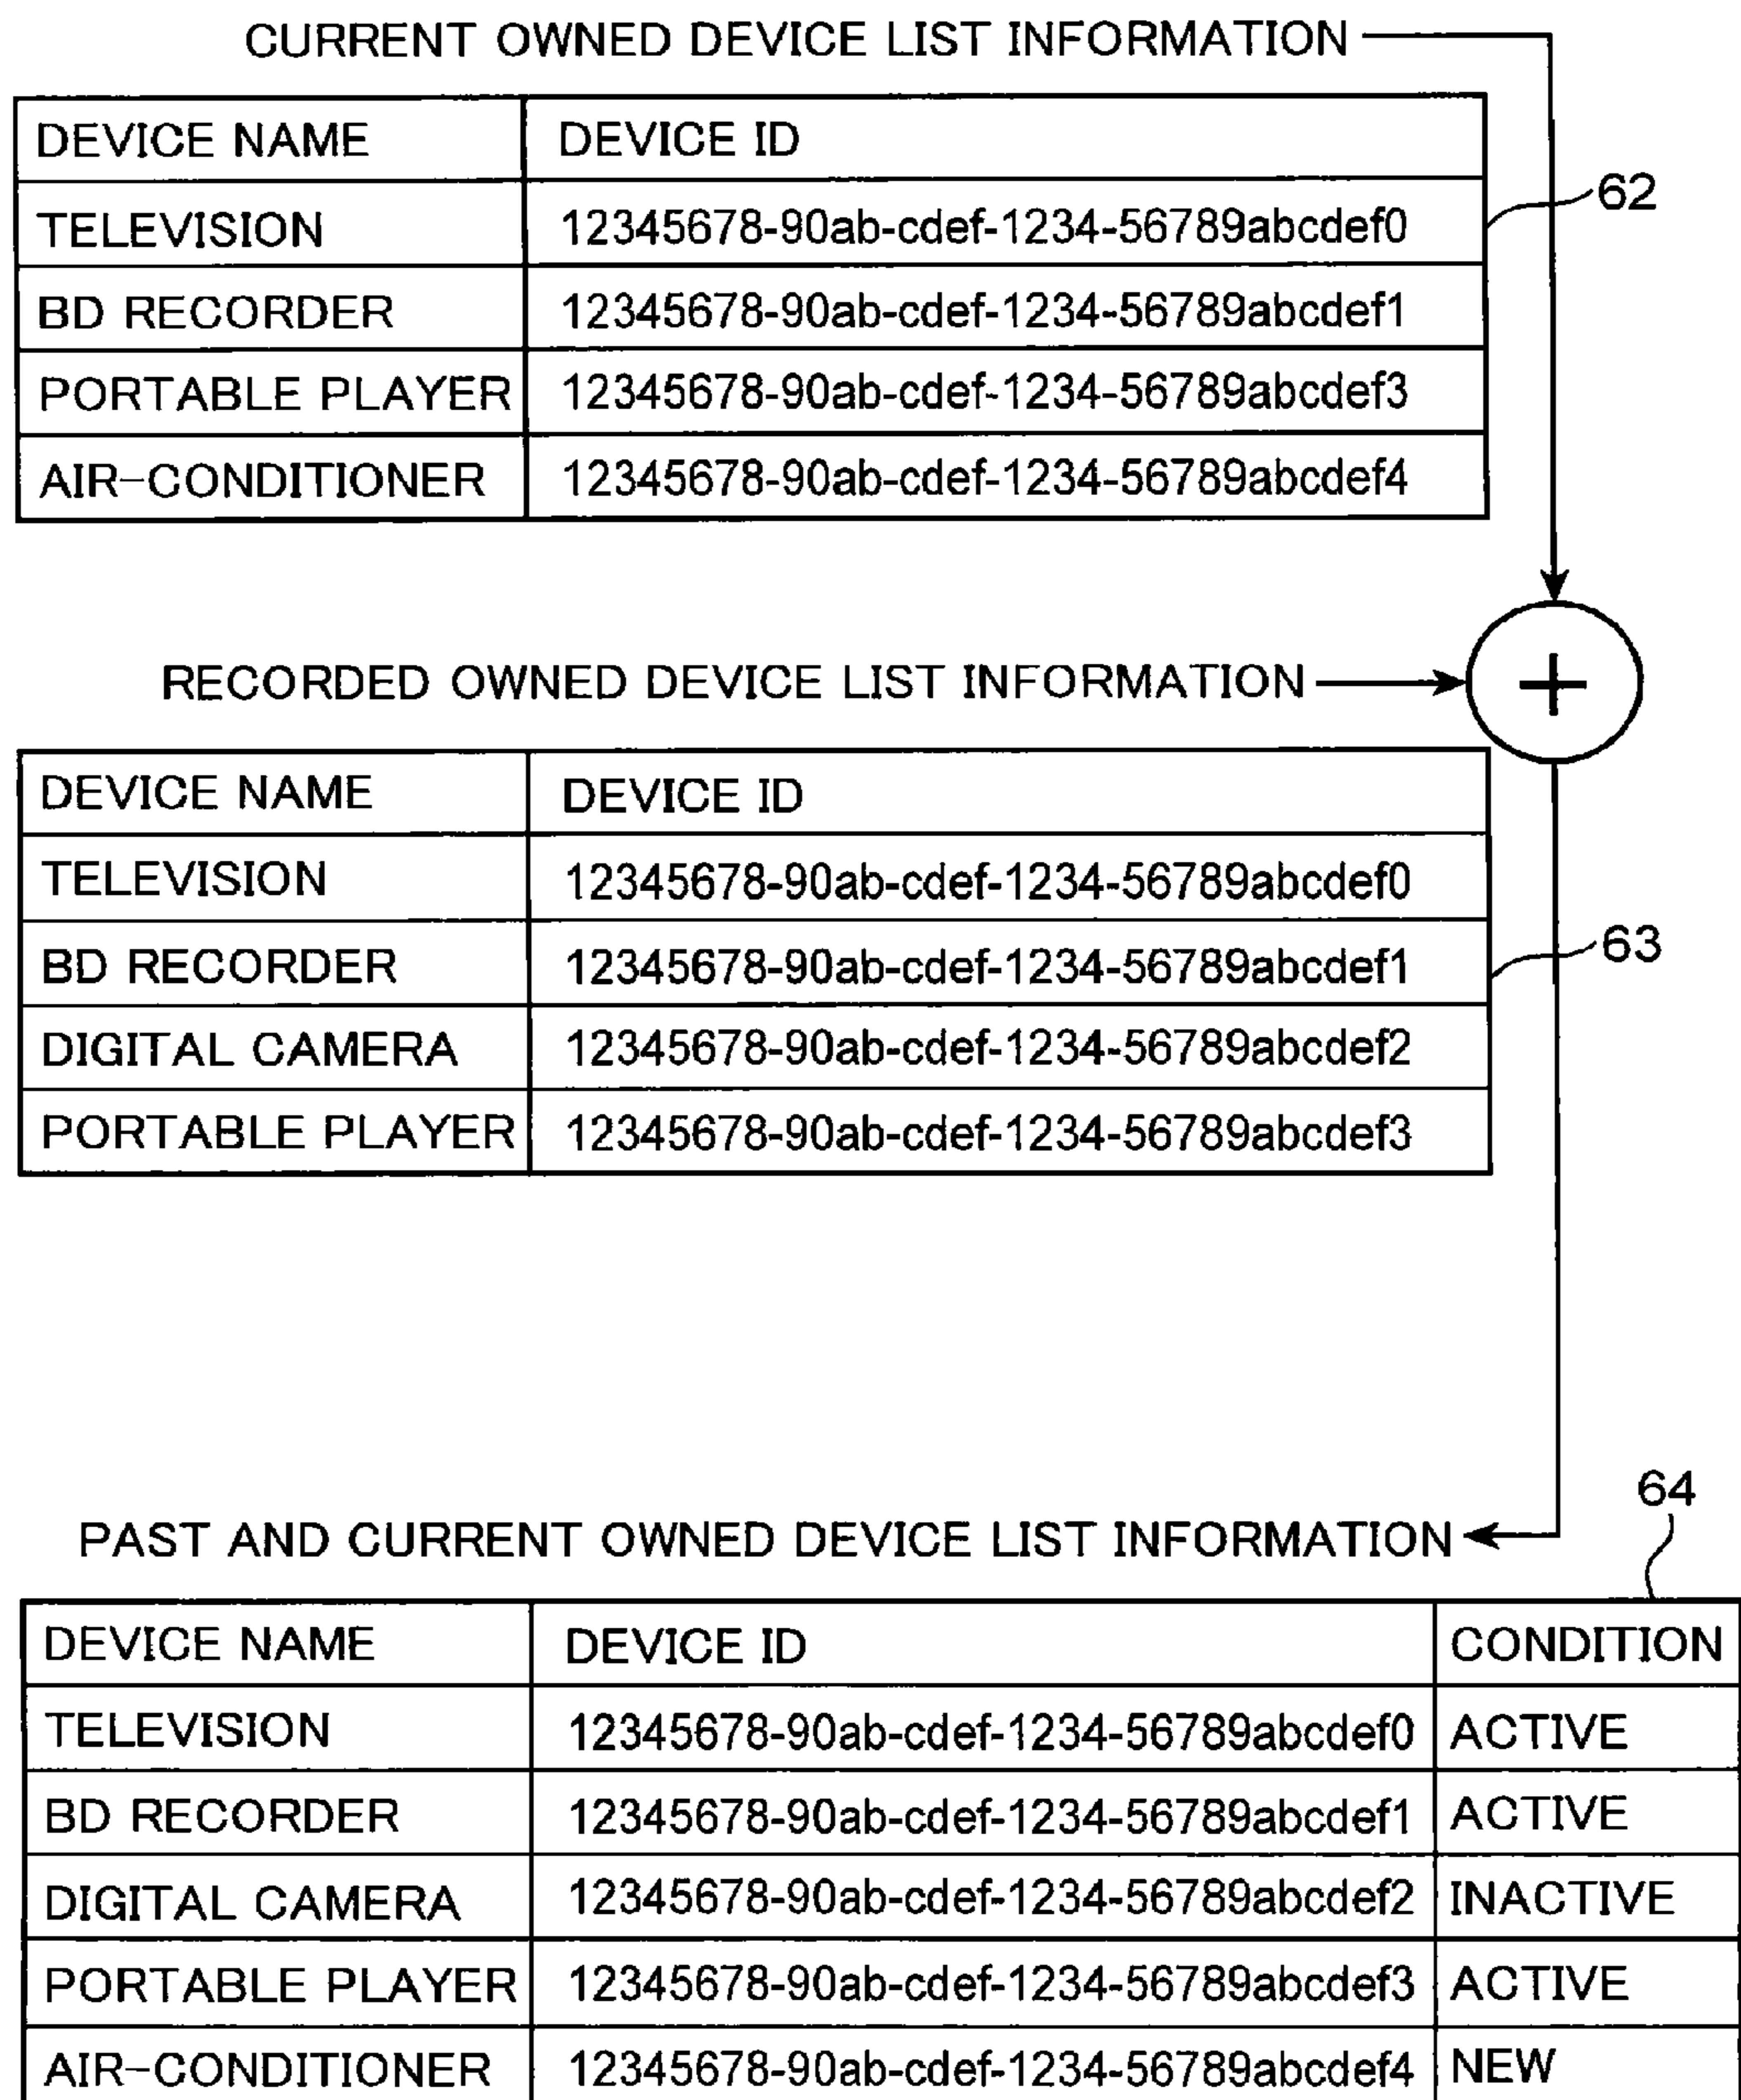 CURRENT OWNED DEVICE LIST INFORMATION
DEVICE NAME DEVICE ID
62
TELEVISION 12345678-90ab-cdef-1234-56789abcdef0
BD RECORDER 12345678-90ab-cdef-1234-56789abcdef1
PORTABLE PLAYER 12345678-90ab-cdef-1234-56789abcdef3
AIR-CONDITIONER 12345678-90ab-cdef-1234-56789abcdef4
+
RECORDED OWNED DEVICE LIST INFORMATION
DEVICE NAME DEVICE ID
TELEVISION 12345678-90ab-cdef-1234-56789abcdef0
63
BD RECORDER 12345678-90ab-cdef-1234-56789abcdef1
DIGITAL CAMERA 12345678-90ab-cdef-1234-56789abcdef2
PORTABLE PLAYER 12345678-90ab-cdef-1234-56789abcdef3
64
PAST AND CURRENT OWNED DEVICE LIST INFORMATION
DEVICE NAME DEVICE ID CONDITION
TELEVISION 12345678-90ab-cdef-1234-56789abcdef0 ACTIVE
BD RECORDER 12345678-90ab-cdef-1234-56789abcdef1 ACTIVE
DIGITAL CAMERA 12345678-90ab-cdef-1234-56789abcdef2 INACTIVE
PORTABLE PLAYER 12345678-90ab-cdef-1234-56789abcdef3 ACTIVE
AIR-CONDITIONER 12345678-90ab-cdef-1234-56789abcdef4 NEW